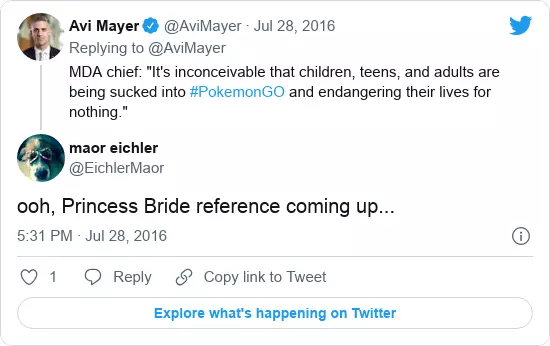 Avi Mayer @AviMayer · Jul 28, 2016
Replying to @AviMayer
MDA chief: "It's inconceivable that children, teens, and adults are
being sucked into #PokemonGO and endangering their lives for
nothing."
maor eichler
@EichlerMaor
ooh, Princess Bride reference coming up...
5:31 PM · Jul 28, 2016
1 Reply Copy link to Tweet
Explore what's happening on Twitter